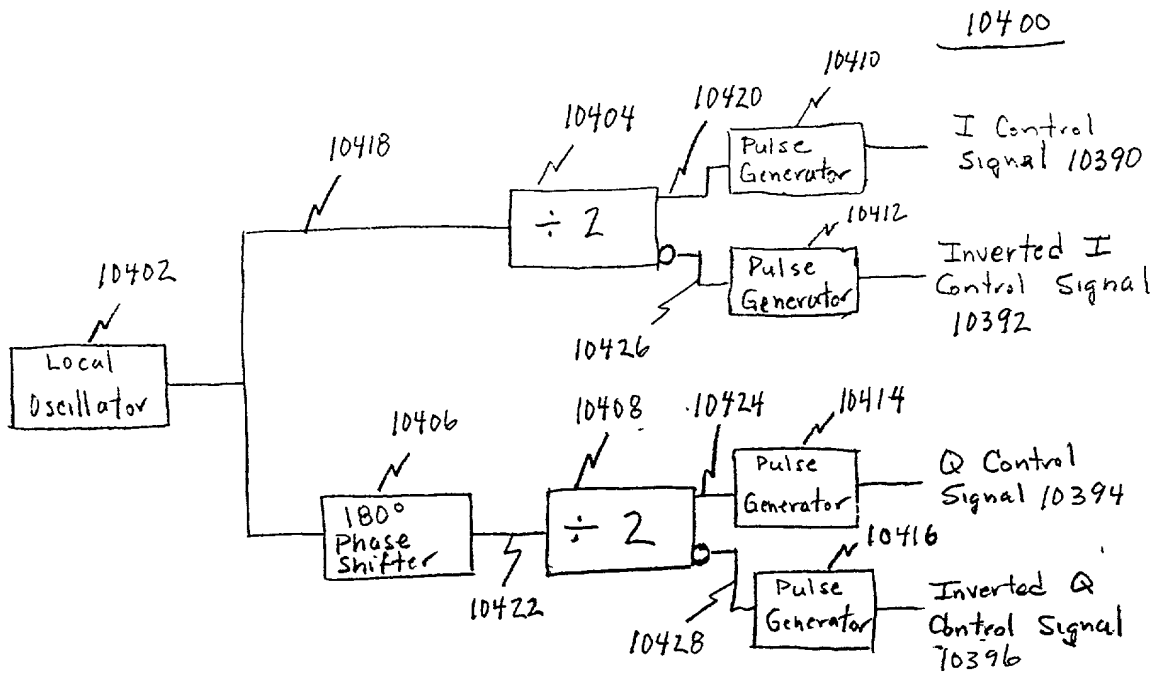 10400
10410
10420
10404
10418
Pulse
Generator
I Control
Signal 10390
÷ 2
10412
Pulse
Generator
Inverted I
Control Signal
10392
10402
10426
Local
Oscillator
10406
10408
10424
10414
180°
Phase
Shifter
÷ 2
Pulse
Generator
Q Control
Signal 10394
10416
10422
10428
Pulse
Generator
Inverted Q
Control Signal
10396